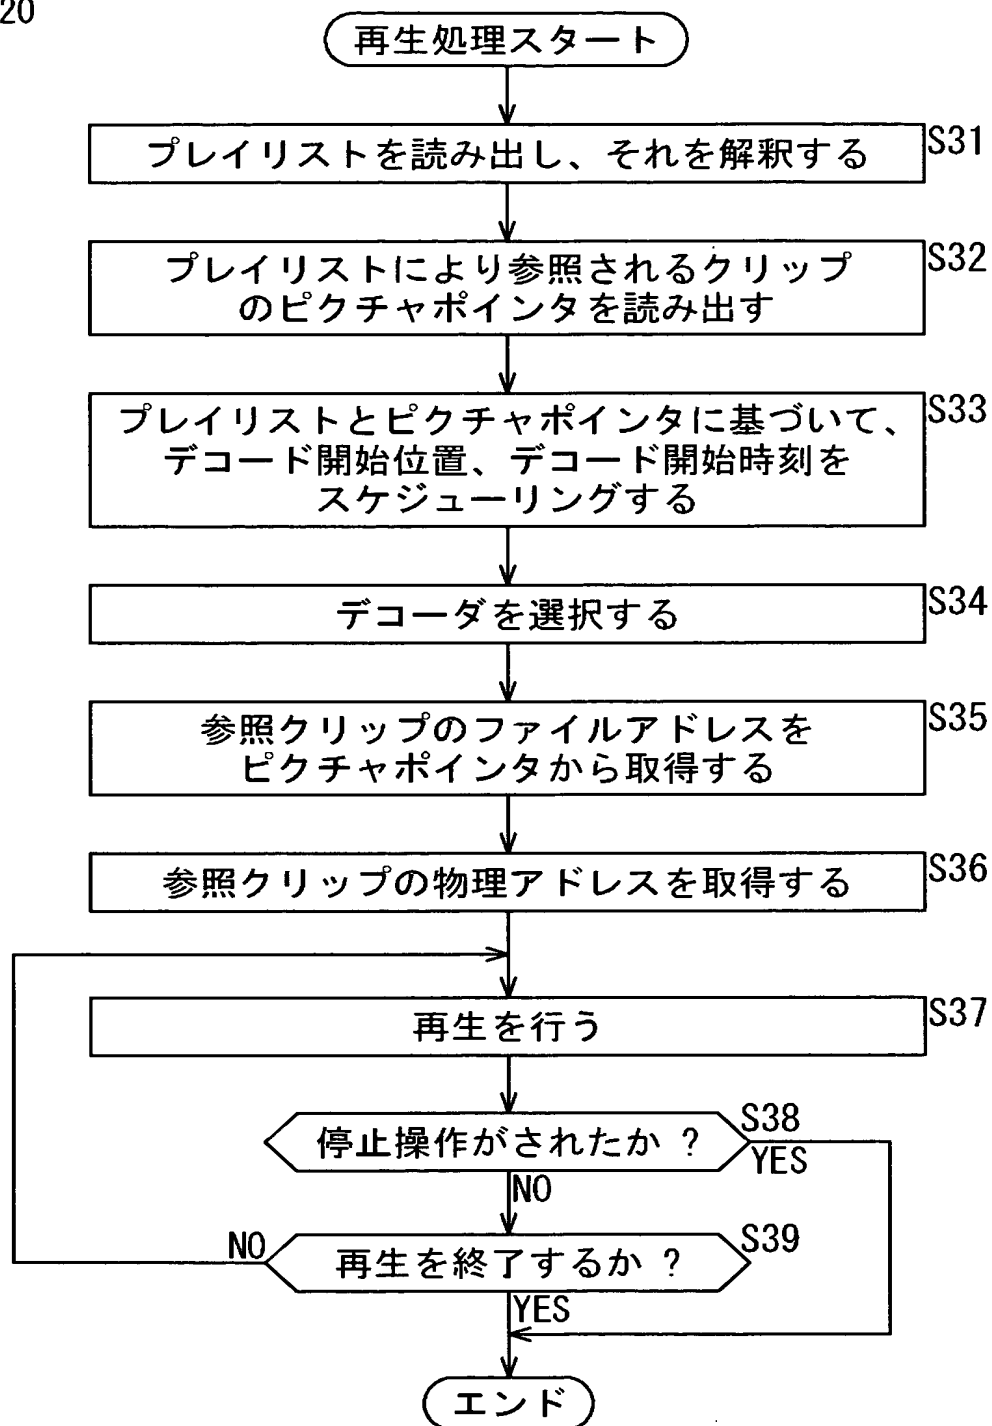 20
再生処理スタート
プレイリストを読み出し、それを解釈する
S31
プレイリストにより参照されるクリップ
のピクチャポインタを読み出す
S32
プレイリストとピクチャポインタに基づいて、
デコード開始位置、デコード開始時刻を
スケジューリングする
S33
デコーダを選択する
S34
参照クリップのファイルアドレスを
ピクチャポインタから取得する
S35
参照クリップの物理アドレスを取得する
S36
再生を行う
S37
停止操作がされたか ?
S38
YES
NO
再生を終了するか ?
S39
NO
YES
エンド